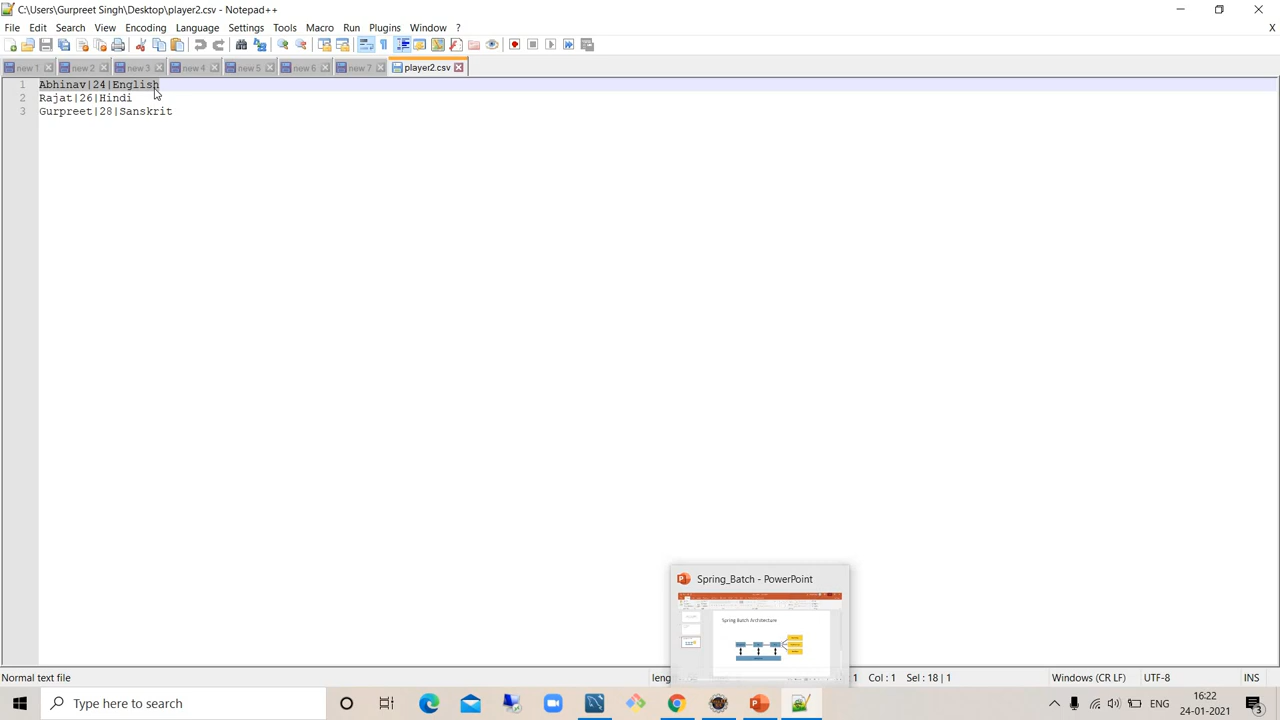 C:\Users\Gurpreet Singh\Desktop\player2.csv - Notepad++
File Edit Search View Encoding Language Settings Tools Macro Run Plugins Window ? X
new 1 new 2 new 3 new 4 new 5 new 6 new 7 player2.csv
1 Abhinav|24|English
2 Rajat|26|Hindi
3 Gurpreet|28|Sanskrit
Spring_Batch - PowerPoint
Spring Batch Architecture
Normal text file leng 1 Col : 1 Sel : 18 | 1 Windows (CR LF) UTF-8 INS
Type here to search
ENG
16:22
24-01-2021
3